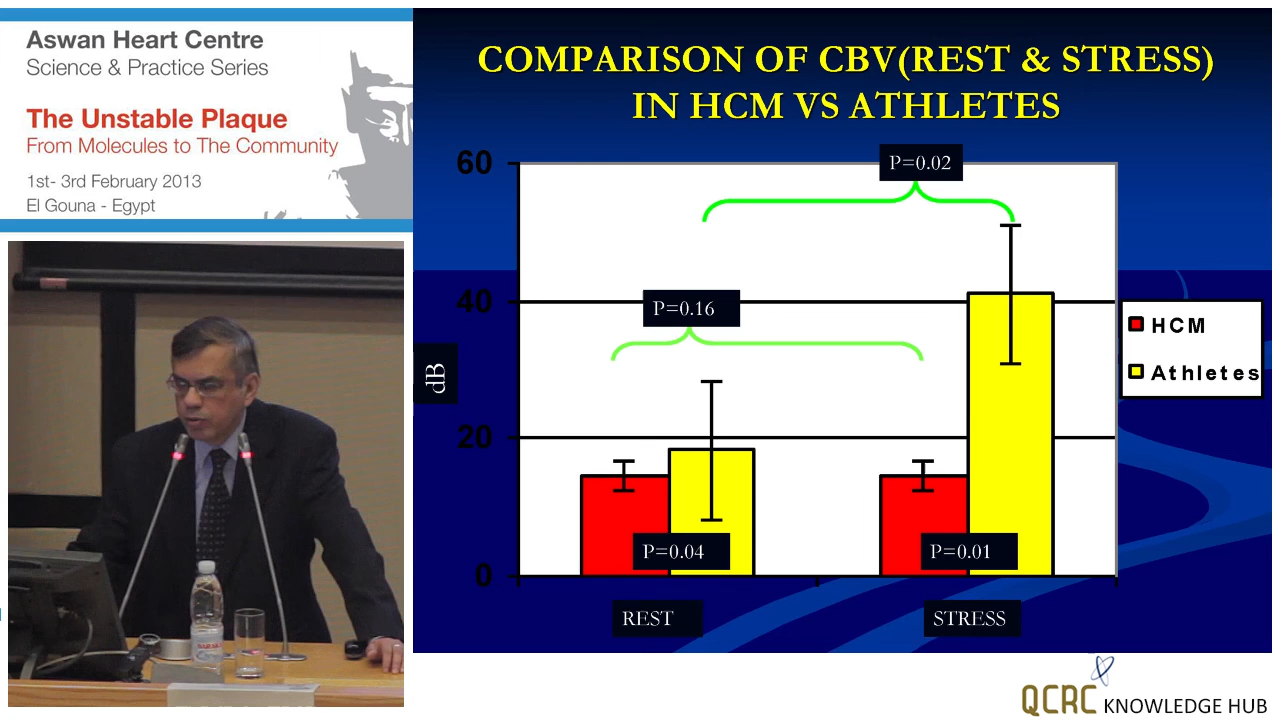 Aswan Heart Centre
Science & Practice Series
The Unstable Plaque
From Molecules to The Community
1st- 3rd February 2013
El Gouna - Egypt
COMPARISON OF CBV(REST & STRESS)
IN HCM VS ATHLETES
60
P=0.02
40
P=0.16
HCM
Athletes
dB
20
P=0.04
P=0.01
0
REST
STRESS
QCRC KNOWLEDGE HUB